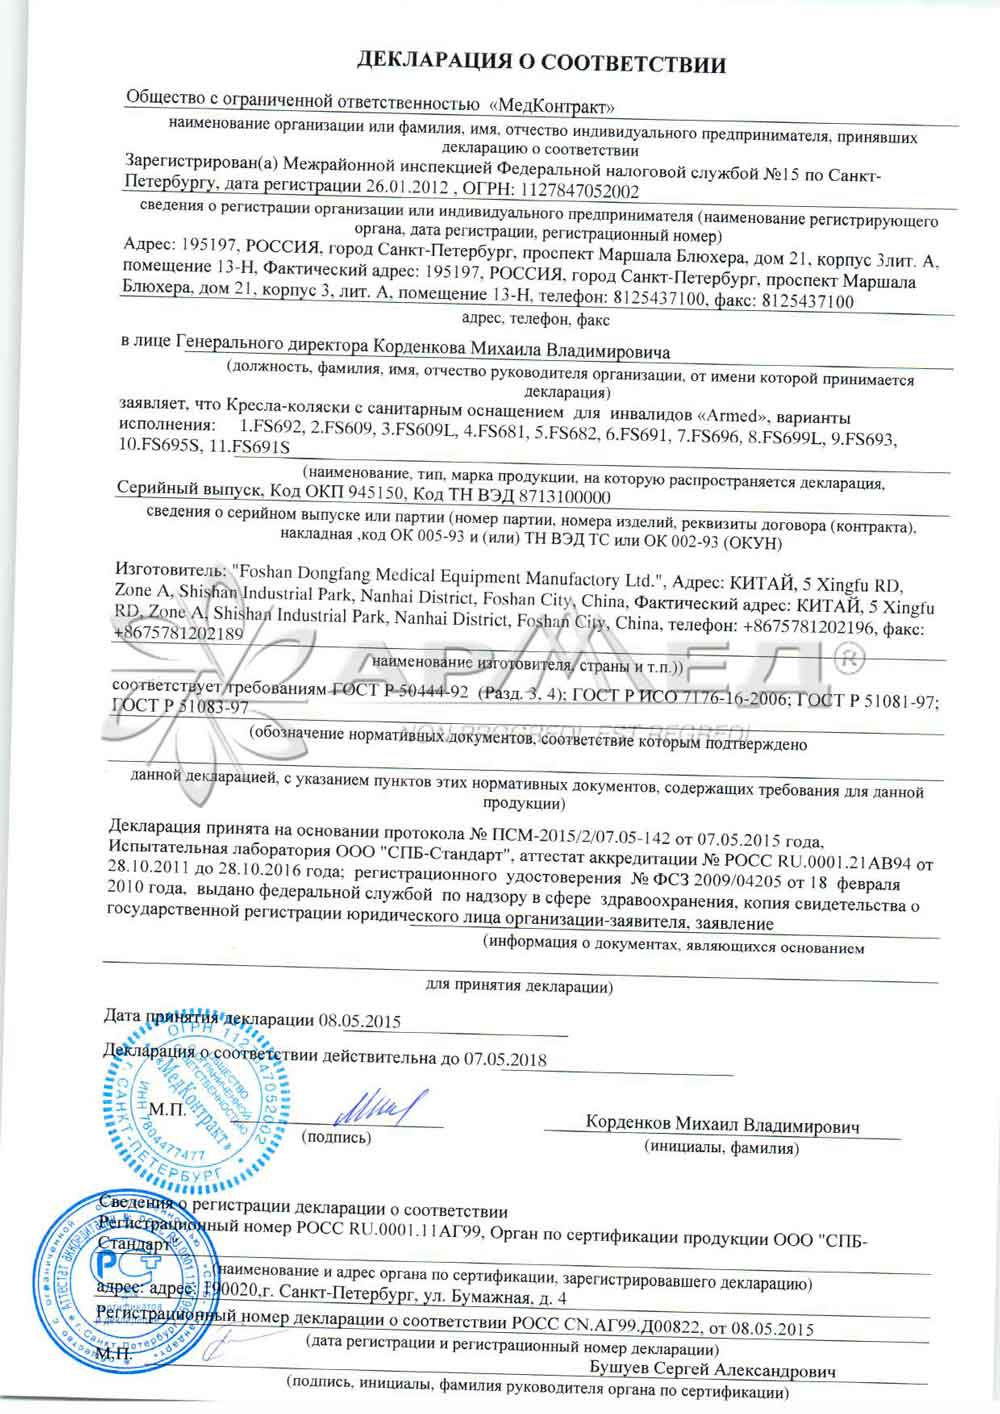 ДЕКЛАРАЦИЯ О СООТВЕТСТВИИ
Общество с ограниченной ответственностью «МедКонтракт»
наименование организации или фамилия, имя, отчество индивидуального предпринимателя, принявших
декларацию о соответствии
Зарегистрирован(а) Межрайонной инспекцией Федеральной налоговой службой №15 по Санкт-
Петербургу, дата регистрации 26.01.2012 , ОГРН: 1127847052002
сведения о регистрации организации или индивидуального предпринимателя (наименование регистрирующего
органа, дата регистрации, регистрационный номер)
Адрес: 195197, РОССИЯ, город Санкт-Петербург, проспект Маршала Блюхера, дом 21, корпус 3лит. А,
помещение 13-Н, Фактический адрес: 195197, РОССИЯ, город Санкт-Петербург, проспект Маршала
Блюхера, дом 21, корпус 3, лит. А, помещение 13-Н, телефон: 8125437100, факс: 8125437100
адрес, телефон, факс
в лице Генерального директора Корденкова Михаила Владимировича
(должность, фамилия, имя, отчество руководителя организации, от имени которой принимается
декларация)
заявляет, что Кресла-коляски с санитарным оснащением для инвалидов «Armed», варианты
исполнения: 1.FS692, 2.FS609, 3.FS609L, 4.FS681, 5.FS682, 6.FS691, 7.FS696, 8.FS699L, 9.FS693,
10.FS695S, 11.FS691S
(наименование, тип, марка продукции, на которую распространяется декларация,
Серийный выпуск, Код ОКП 945150, Код ТН ВЭД 8713100000
сведения о серийном выпуске или партии (номер партии, номера изделий, реквизиты договора (контракта),
накладная ,код ОК 005-93 и (или) ТН ВЭД ТС или ОК 002-93 (ОКУН)
Изготовитель: "Foshan Dongfang Medical Equipment Manufactory Ltd.", Адрес: КИТАЙ, 5 Xingfu RD,
Zone A, Shishan Industrial Park, Nanhai District, Foshan City, China, Фактический адрес: КИТАЙ, 5 Xingfu
RD, Zone A, Shishan Industrial Park, Nanhai District, Foshan City, China, телефон: +8675781202196, факс:
+8675781202189
АРМЕД®
наименование изготовителя, страны и т.п.))
соответствует требованиям ГОСТ Р 50444-92 (Разд. 3, 4); ГОСТ Р ИСО 7176-16-2006; ГОСТ Р 51081-97;
ГОСТ Р 51083-97
NON PROGREDI EST REGREDI
(обозначение нормативных документов, соответствие которым подтверждено
данной декларацией, с указанием пунктов этих нормативных документов, содержащих требования для данной
продукции)
Декларация принята на основании протокола № ПСМ-2015/2/07.05-142 от 07.05.2015 года,
Испытательная лаборатория ООО "СПБ-Стандарт", аттестат аккредитации № РОСС RU.0001.21АВ94 от
28.10.2011 до 28.10.2016 года; регистрационного удостоверения № ФСЗ 2009/04205 от 18 февраля
2010 года, выдано федеральной службой по надзору в сфере здравоохранения, копия свидетельства о
государственной регистрации юридического лица организации-заявителя, заявление
(информация о документах, являющихся основанием
для принятия декларации)
Дата принятия декларации 08.05.2015
Декларация о соответствии действительна до 07.05.2018
ОГРН 1127847052002
г. САНКТ-ПЕТЕРБУРГ
ОБЩЕСТВО
С ОГРАНИЧЕННОЙ
ОТВЕТСТВЕННОСТЬЮ
«МедКонтракт»
ИНН 7804477477
М.П.
(подпись)
Корденков Михаил Владимирович
(инициалы, фамилия)
Сведения о регистрации декларации о соответствии
Регистрационный номер РОСС RU.0001.11АГ99, Орган по сертификации продукции ООО "СПБ-
Стандарт"
(наименование и адрес органа по сертификации, зарегистрировавшего декларацию)
адрес: адрес: 190020,г. Санкт-Петербург, ул. Бумажная, д. 4
Регистрационный номер декларации о соответствии РОСС CN.АГ99.Д00822, от 08.05.2015
(дата регистрации и регистрационный номер декларации)
М.П.
Бушуев Сергей Александрович
(подпись, инициалы, фамилия руководителя органа по сертификации)